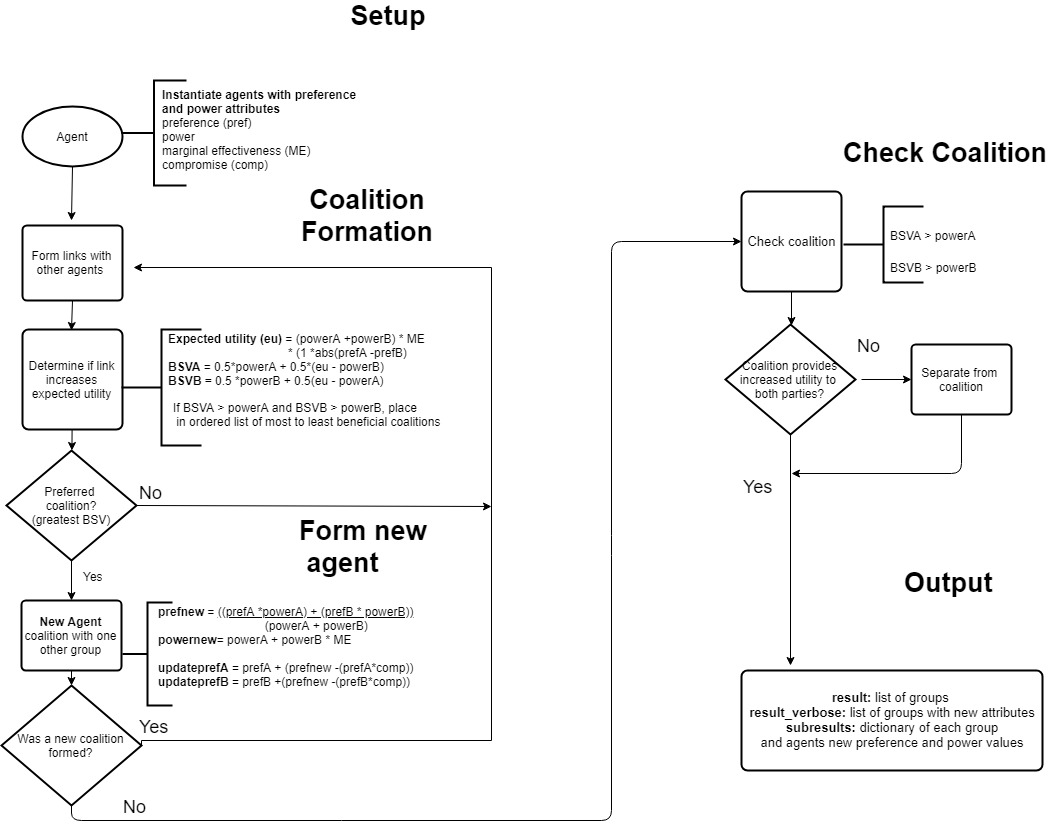 Setup
Agent
Instantiate agents with preference
and power attributes
preference (pref)
power
marginal effectiveness (ME)
compromise (comp)
Coalition
Formation
Form links with
other agents
Determine if link
increases
expected utility
Expected utility (eu) = (powerA +powerB) * ME
* (1 *abs(prefA -prefB)
BSVA = 0.5*powerA + 0.5*(eu - powerB)
BSVB = 0.5 *powerB + 0.5(eu - powerA)
If BSVA > powerA and BSVB > powerB, place
in ordered list of most to least beneficial coalitions
Preferred
coalition?
(greatest BSV)
No
Yes
Form new
agent
New Agent
coalition with one
other group
prefnew = ((prefA *powerA) + (prefB * powerB))
(powerA + powerB)
powernew= powerA + powerB * ME
updateprefA = prefA + (prefnew -(prefA*comp))
updateprefB = prefB +(prefnew -(prefB*comp))
Was a new coalition
formed?
Yes
No
Check Coalition
Check coalition
BSVA > powerA
BSVB > powerB
Coalition provides
increased utility to
both parties?
No
Separate from
coalition
Yes
Output
result: list of groups
result_verbose: list of groups with new attributes
subresults: dictionary of each group
and agents new preference and power values